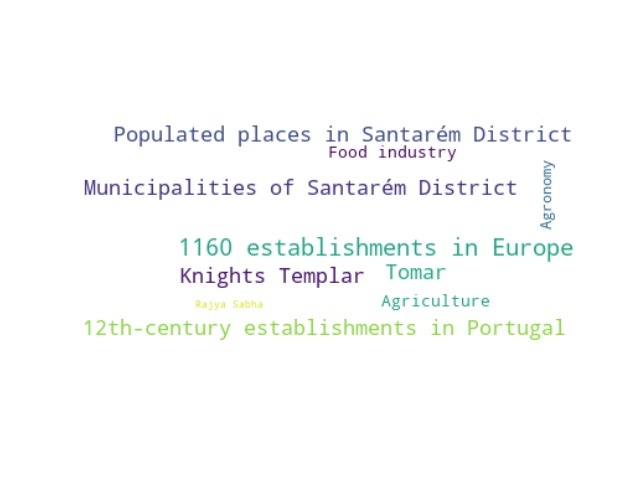 Populated places in Santarém District
Food industry
Agronomy
Municipalities of Santarém District
1160 establishments in Europe
Knights Templar
Tomar
Rajya Sabha
Agriculture
12th-century establishments in Portugal